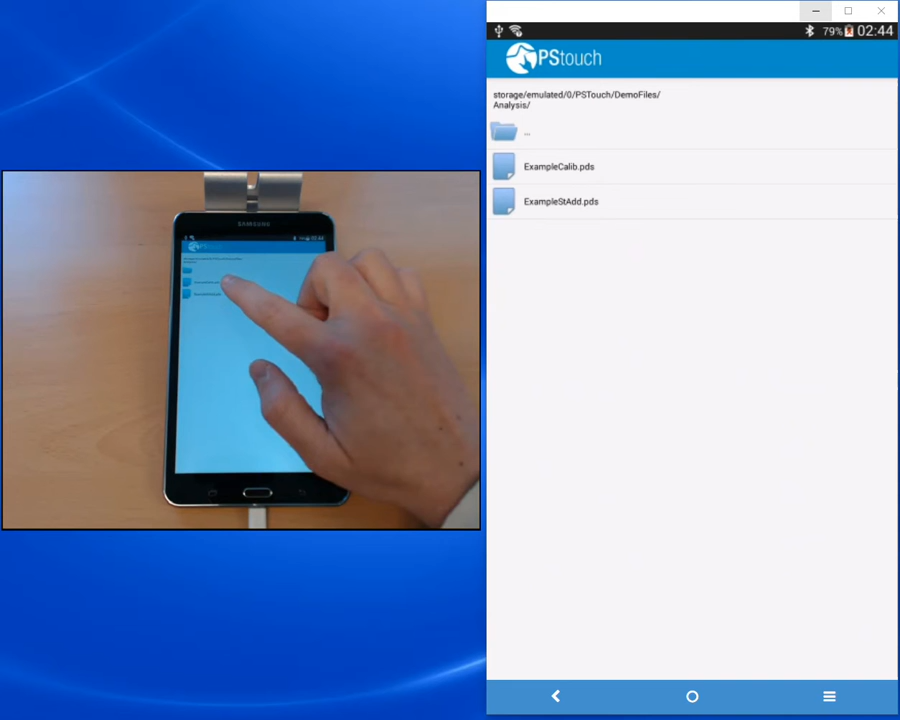 SAMSUNG
79% 02:44
PStouch
storage/emulated/0/PSTouch/DemoFiles/
Analysis/
...
ExampleCalib.pds
ExampleStAdd.pds